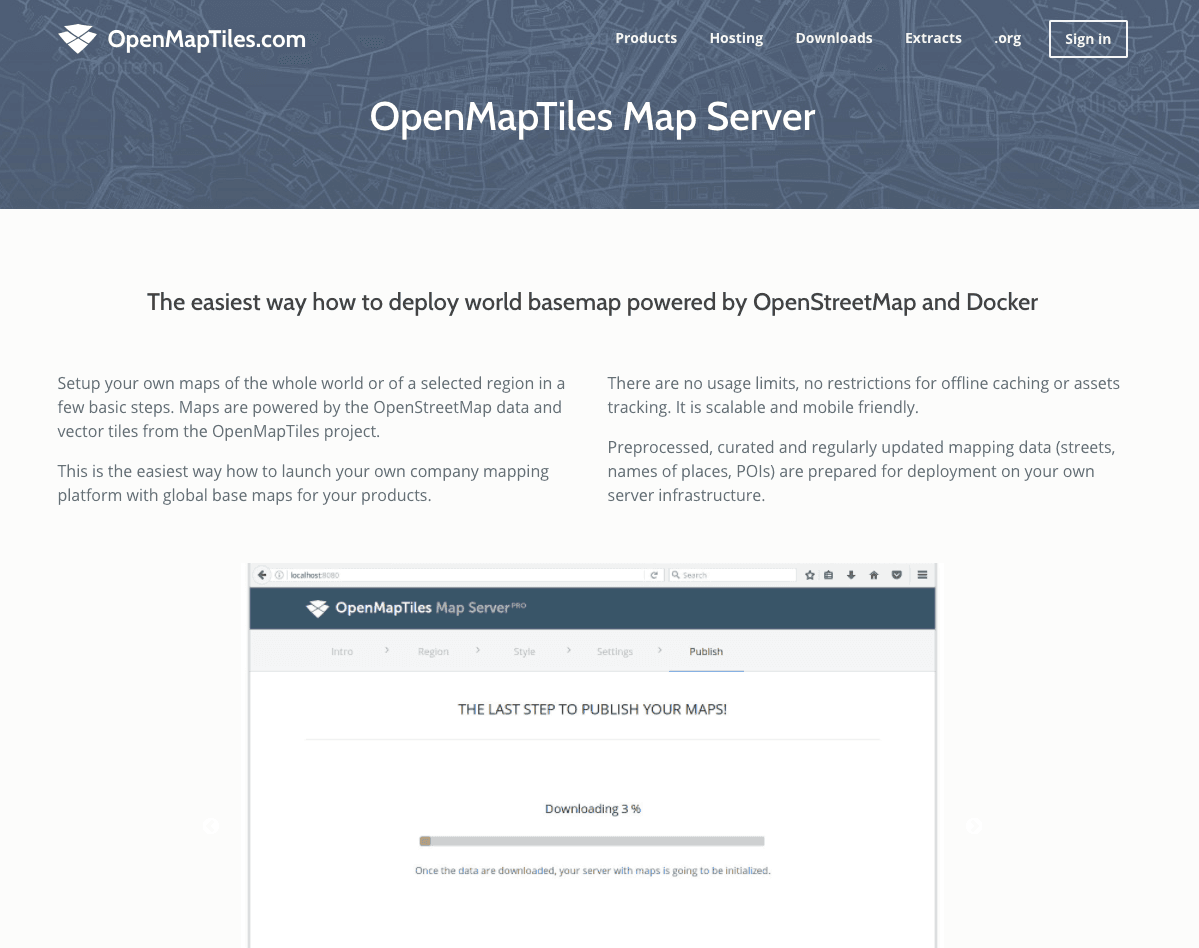 OpenMapTiles.com
Products Hosting Downloads Extracts .org Sign in
Affoltern
OpenMapTiles Map Server
The easiest way how to deploy world basemap powered by OpenStreetMap and Docker
Setup your own maps of the whole world or of a selected region in a
few basic steps. Maps are powered by the OpenStreetMap data and
vector tiles from the OpenMapTiles project.
This is the easiest way how to launch your own company mapping
platform with global base maps for your products.
There are no usage limits, no restrictions for offline caching or assets
tracking. It is scalable and mobile friendly.
Preprocessed, curated and regularly updated mapping data (streets,
names of places, POIs) are prepared for deployment on your own
server infrastructure.
localhost:8080 Search
OpenMapTiles Map Server PRO
Intro Region Style Settings Publish
THE LAST STEP TO PUBLISH YOUR MAPS!
Downloading 3 %
Once the data are downloaded, your server with maps is going to be initialized.